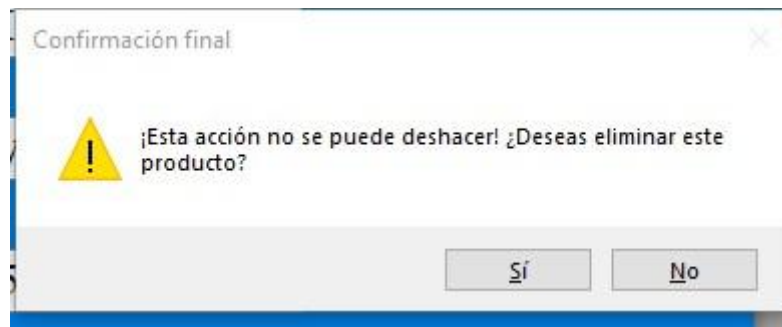 Confirmación final
¡Esta acción no se puede deshacer! ¿Deseas eliminar este
producto?
Sí
No